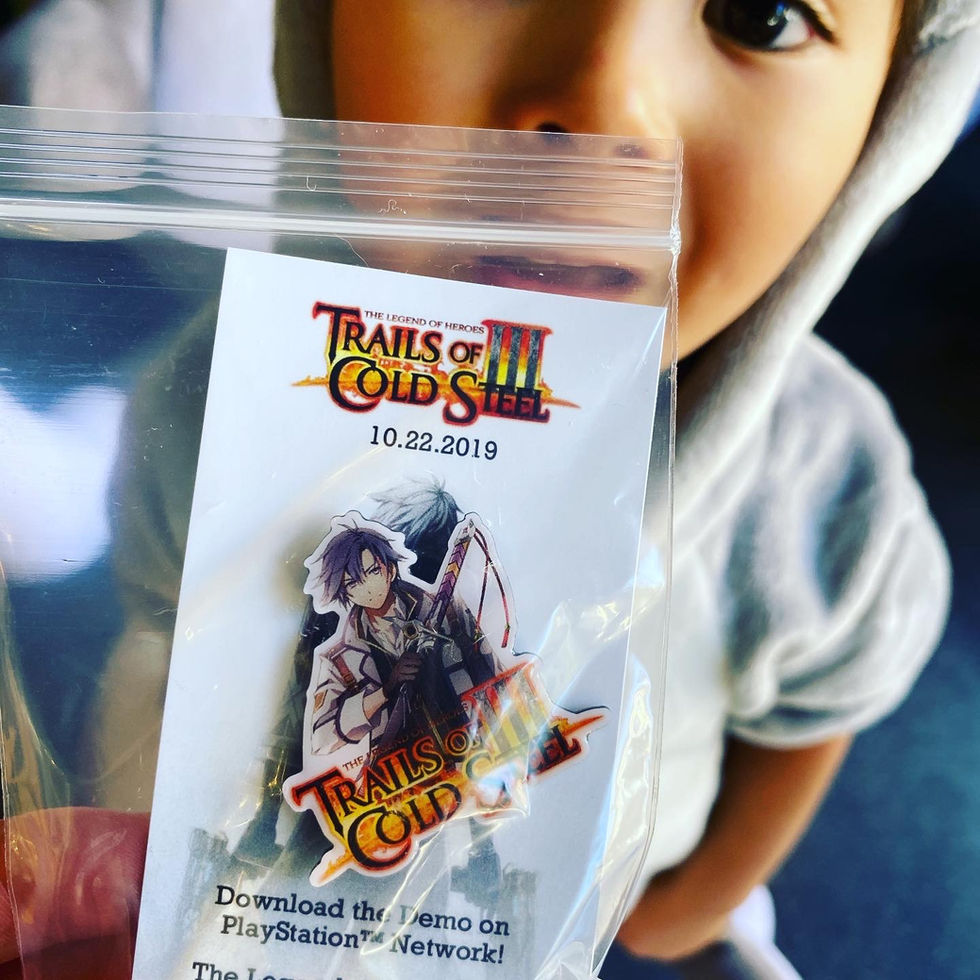 THE LEGEND OF HEROES
TRAILS OF III
COLD STEEL
10.22.2019
THE LEGEND OF HEROES
TRAILS OF III
COLD STEEL
Download the Demo on
PlayStation™ Network!
The